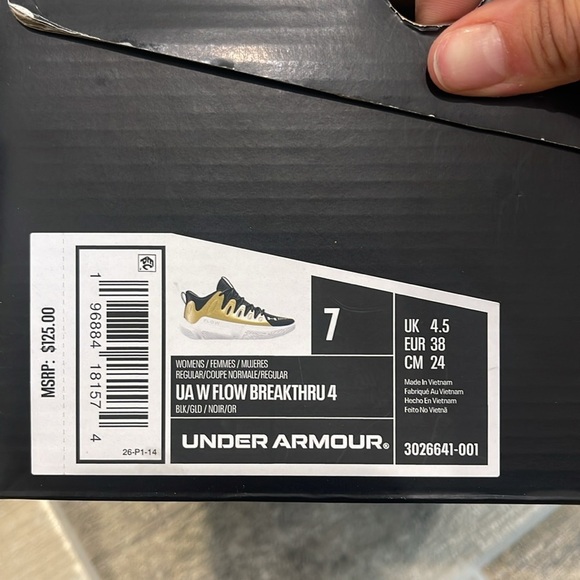 MSRP: $125.00
1 96884 18157 4
26-P1-14
WOMENS / FEMMES / MUJERES
REGULAR/COUPE NORMALE/REGULAR
UA W FLOW BREAKTHRU 4
BLK/GLD / NOIR/OR
UNDER ARMOUR®
7
UK 4.5
EUR 38
CM 24
Made In Vietnam
Fabriqué Au Vietnam
Hecho En Vietnam
Feito No Vietnã
3026641-001